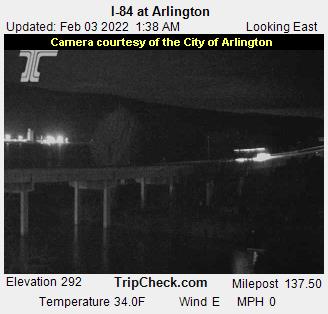 I-84 at Arlington
Updated: Feb 03 2022 1:38 AM Looking East
Camera courtesy of the City of Arlington
Elevation 292 TripCheck.com Milepost 137.50
Temperature 34.0F Wind E MPH 0